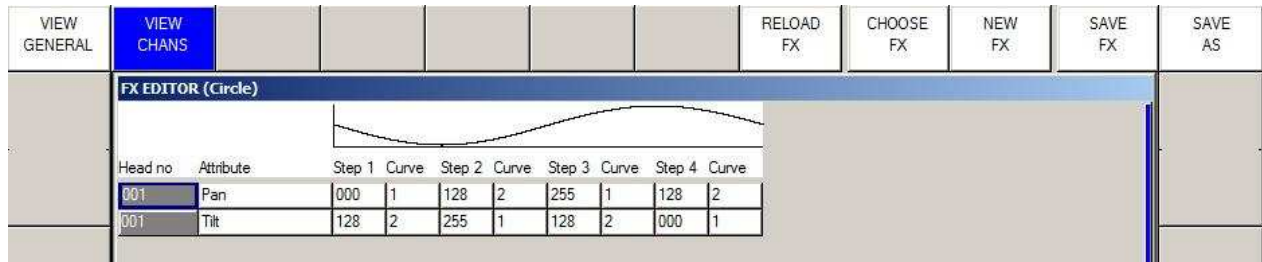 VIEW GENERAL
VIEW CHANS
RELOAD FX
CHOOSE FX
NEW FX
SAVE FX
SAVE AS
FX EDITOR (Circle)
Head no Attribute Step 1 Curve Step 2 Curve Step 3 Curve Step 4 Curve
001 Pan 000 1 128 2 255 1 128 2
001 Tilt 128 2 255 1 128 2 000 1